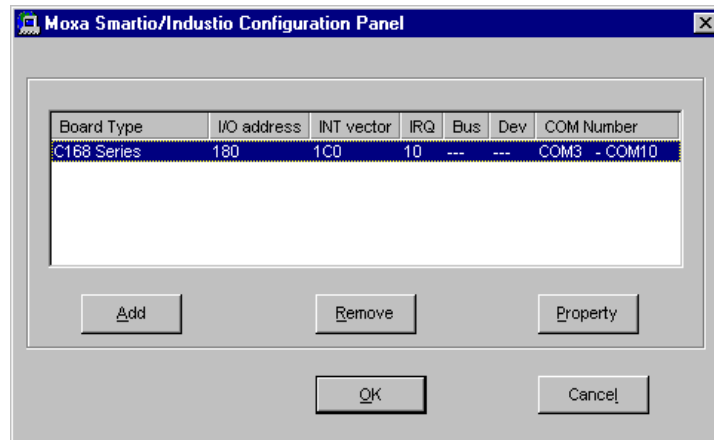 Moxa Smartio/Industio Configuration Panel
Board Type I/O address INT vector IRQ Bus Dev COM Number
C168 Series 180 1C0 10 --- --- COM3 - COM10
Add Remove Property
OK Cancel